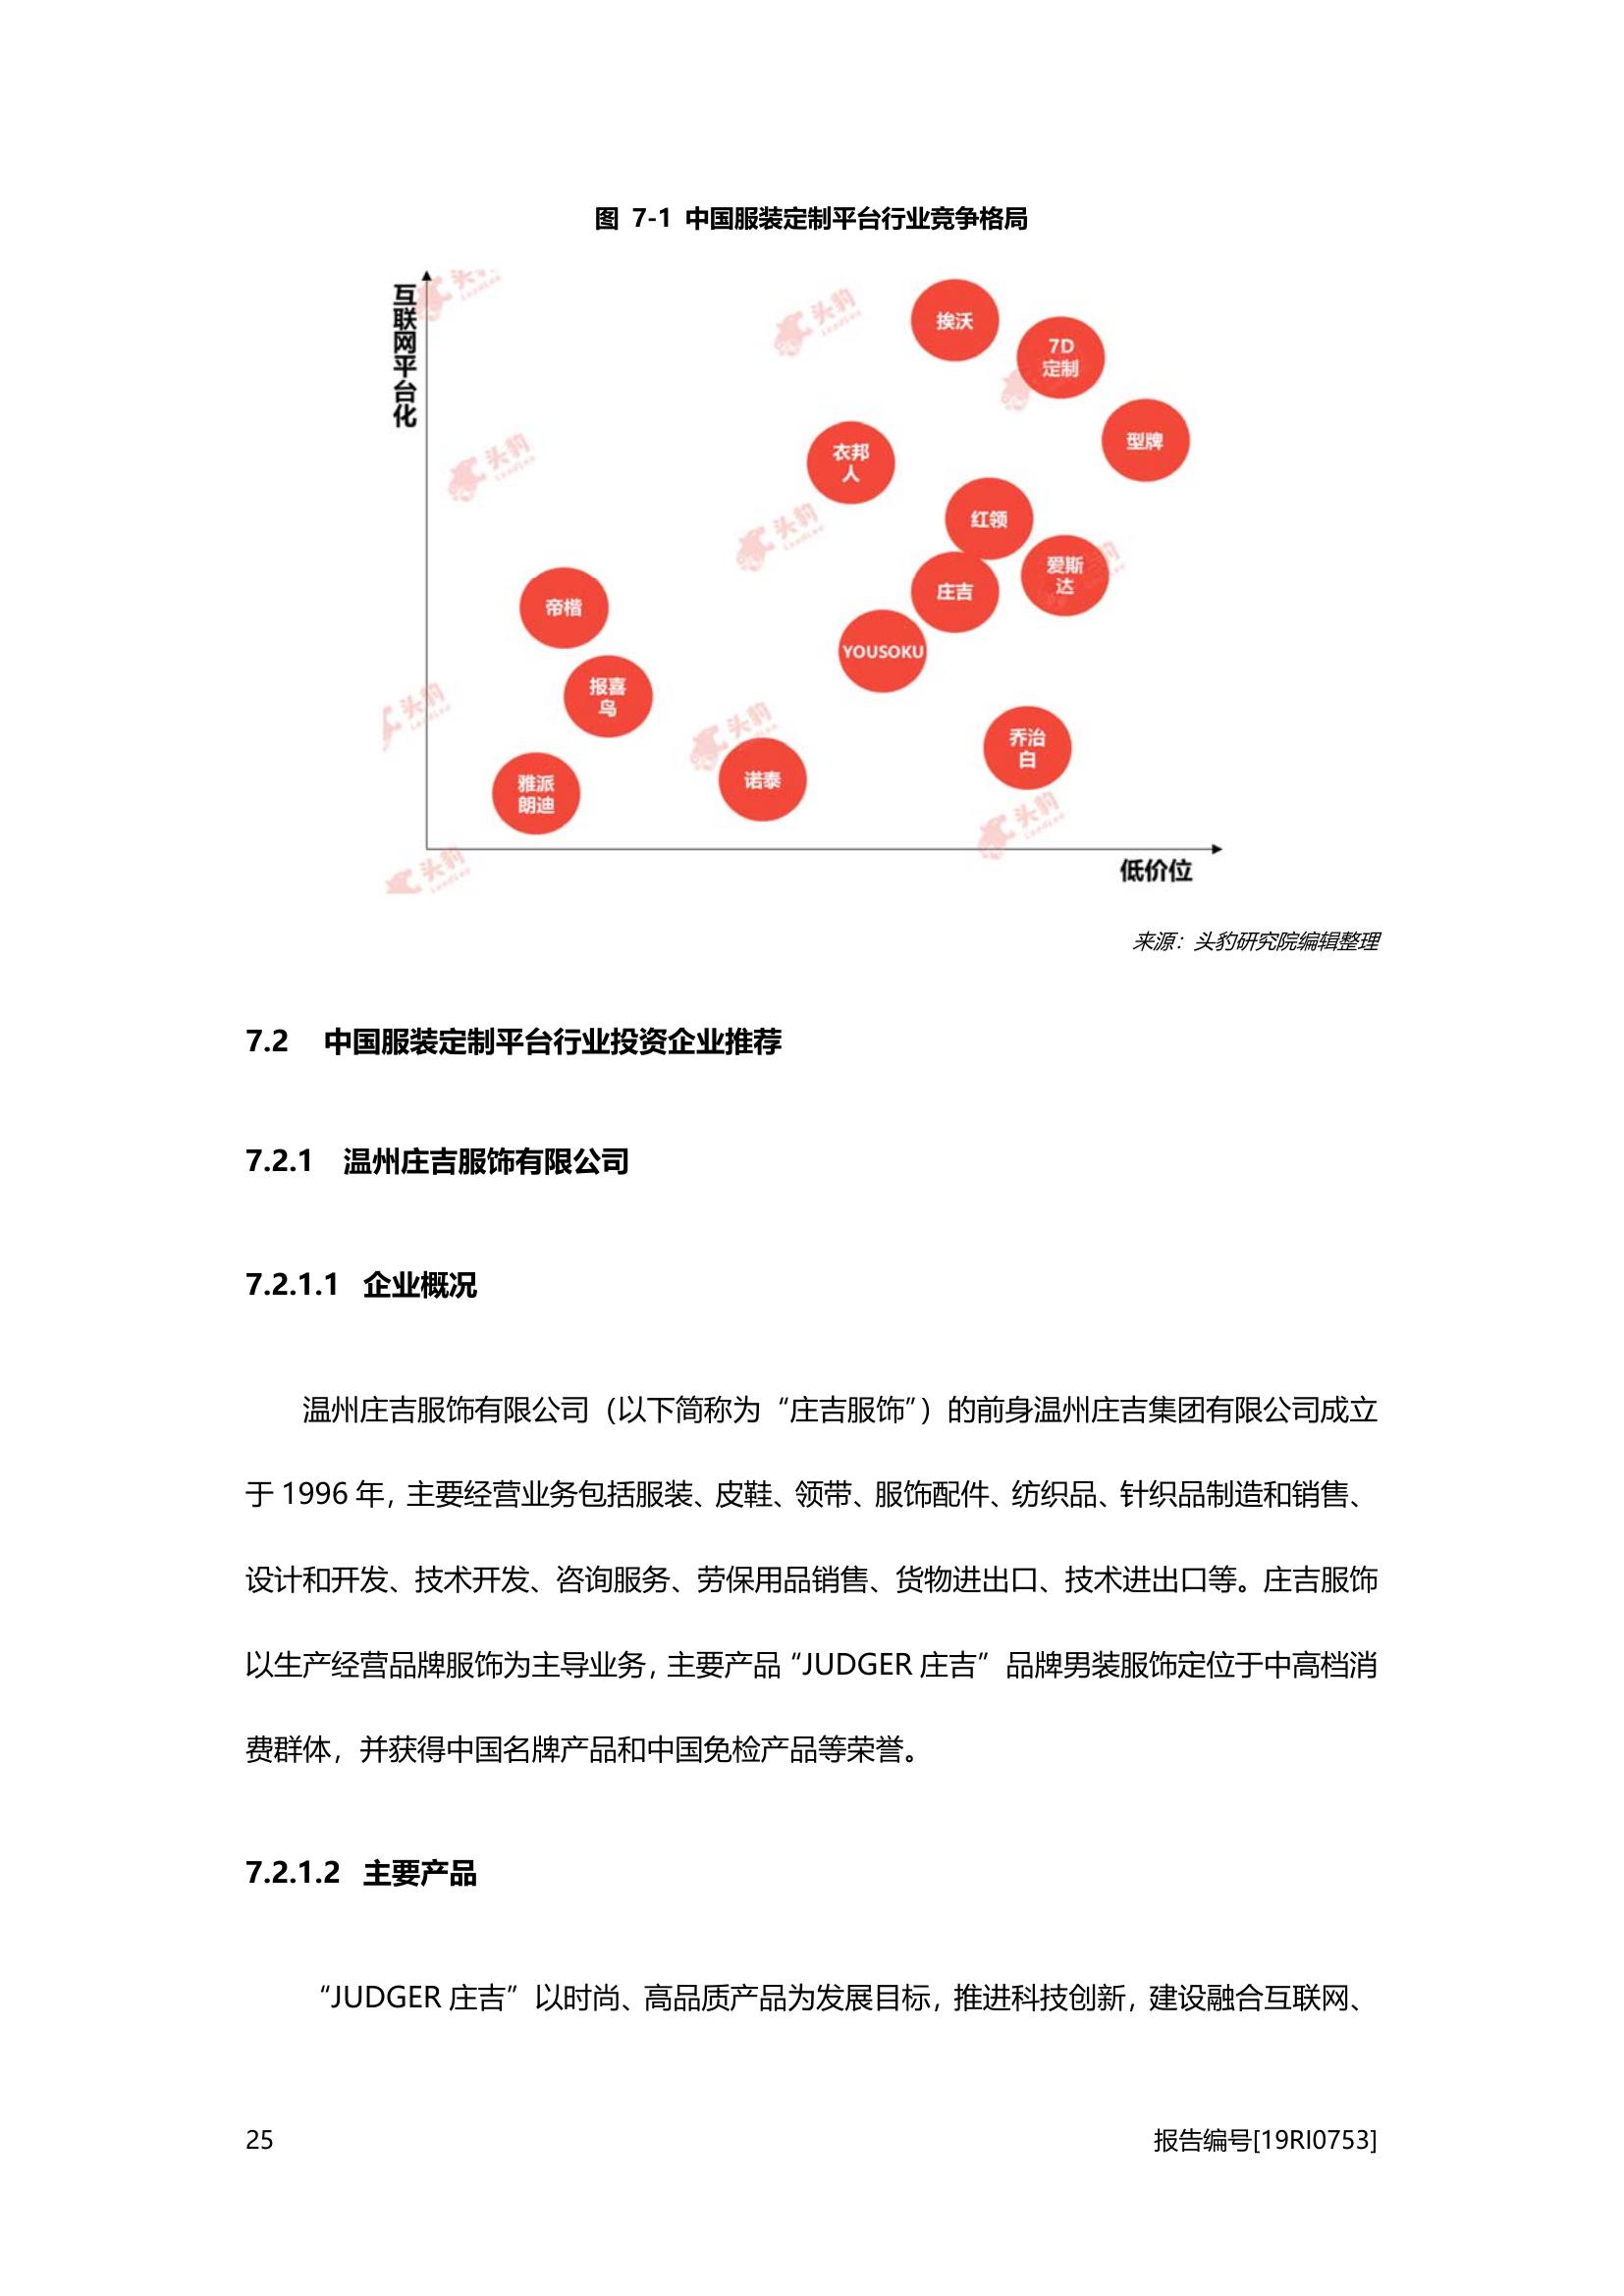 图 7-1 中国服装定制平台行业竞争格局
互联网平台化
挨沃
7D
定制
型牌
衣邦
人
红领
爱斯
达
庄吉
帝楷
YOUSOKU
报喜
鸟
乔治
白
诺泰
雅派
朗迪
低价位
头豹
LeadLeo
来源：头豹研究院编辑整理
7.2 中国服装定制平台行业投资企业推荐
7.2.1 温州庄吉服饰有限公司
7.2.1.1 企业概况
温州庄吉服饰有限公司（以下简称为“庄吉服饰”）的前身温州庄吉集团有限公司成立
于 1996 年，主要经营业务包括服装、皮鞋、领带、服饰配件、纺织品、针织品制造和销售、
设计和开发、技术开发、咨询服务、劳保用品销售、货物进出口、技术进出口等。庄吉服饰
以生产经营品牌服饰为主导业务，主要产品“JUDGER 庄吉”品牌男装服饰定位于中高档消
费群体，并获得中国名牌产品和中国免检产品等荣誉。
7.2.1.2 主要产品
“JUDGER 庄吉”以时尚、高品质产品为发展目标，推进科技创新，建设融合互联网、
25
报告编号[19RI0753]